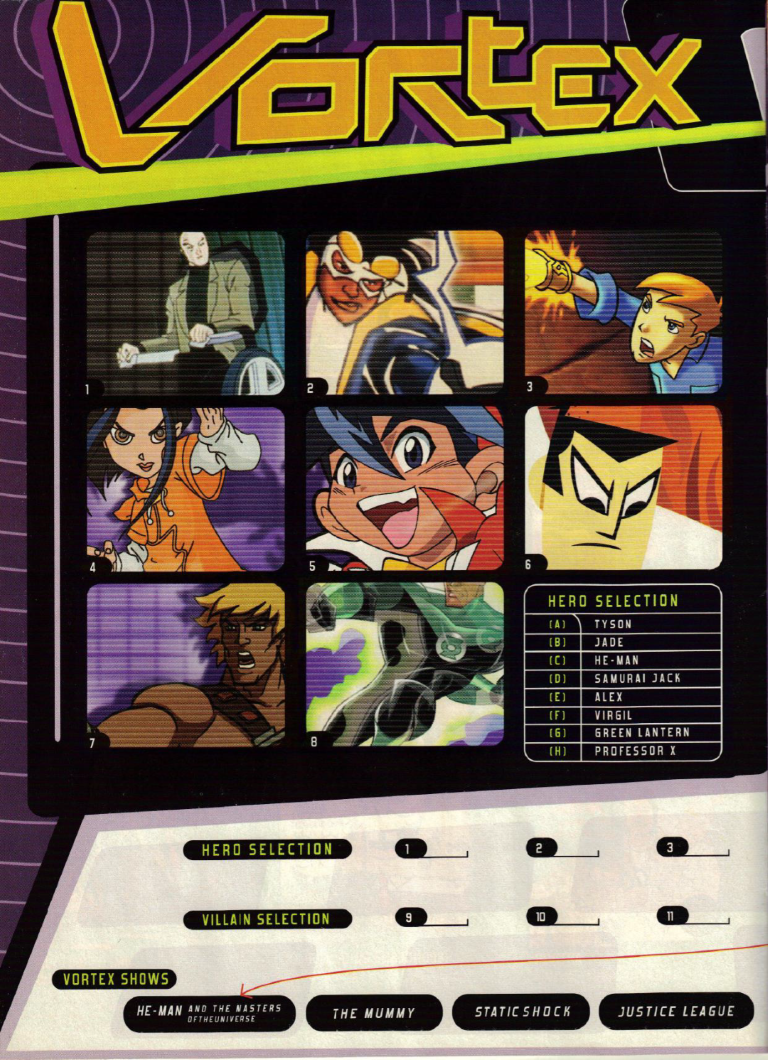 Vortex
1
2
3
4
5
6
7
8
HERO SELECTION
(A) TYSON
(B) JADE
(C) HE-MAN
(D) SAMURAI JACK
(E) ALEX
(F) VIRGIL
(G) GREEN LANTERN
(H) PROFESSOR X
HERO SELECTION 1 2 3
VILLAIN SELECTION 9 10 11
VORTEX SHOWS
HE-MAN AND THE MASTERS
OF THE UNIVERSE
THE MUMMY
STATIC SHOCK
JUSTICE LEAGUE